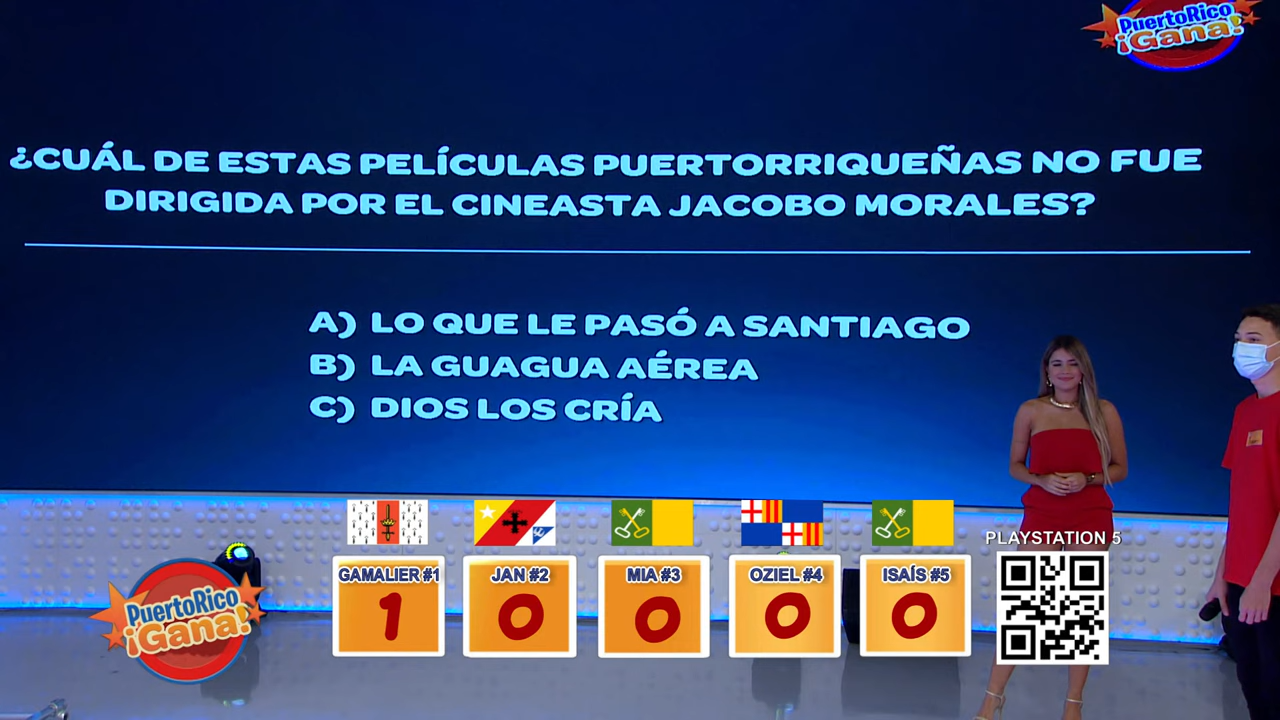 PuertoRico
¡Gana!
¿CUÁL DE ESTAS PELÍCULAS PUERTORRIQUEÑAS NO FUE
DIRIGIDA POR EL CINEASTA JACOBO MORALES?
A) LO QUE LE PASÓ A SANTIAGO
B) LA GUAGUA AÉREA
C) DIOS LOS CRÍA
PLAYSTATION 5
GAMALIER #1
JAN #2
MIA #3
OZIEL #4
ISAÍS #5
1
0
0
0
0
PuertoRico
¡Gana!